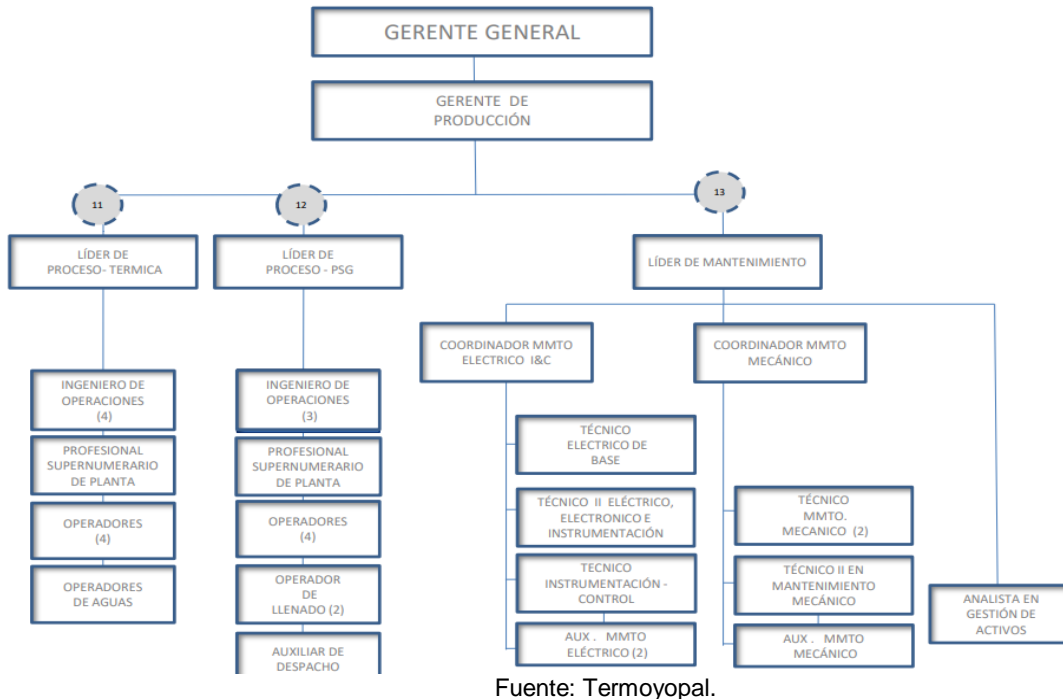 GERENTE GENERAL
GERENTE DE
PRODUCCIÓN
11
12
13
LÍDER DE
PROCESO- TERMICA
LÍDER DE
PROCESO - PSG
LÍDER DE MANTENIMIENTO
COORDINADOR MMTO
ELECTRICO I&C
COORDINADOR MMTO
MECÁNICO
INGENIERO DE
OPERACIONES
(4)
PROFESIONAL
SUPERNUMERARIO
DE PLANTA
OPERADORES
(4)
OPERADORES
DE AGUAS
INGENIERO DE
OPERACIONES
(3)
PROFESIONAL
SUPERNUMERARIO
DE PLANTA
OPERADORES
(4)
OPERADOR
DE
LLENADO (2)
AUXILIAR DE
DESPACHO
TÉCNICO
ELECTRICO DE
BASE
TÉCNICO II ELÉCTRICO,
ELECTRONICO E
INSTRUMENTACIÓN
TECNICO
INSTRUMENTACIÓN -
CONTROL
AUX . MMTO
ELÉCTRICO (2)
TÉCNICO
MMTO.
MECANICO (2)
TÉCNICO II EN
MANTENIMIENTO
MECÁNICO
AUX . MMTO
MECÁNICO
ANALISTA EN
GESTIÓN DE
ACTIVOS
Fuente: Termoyopal.